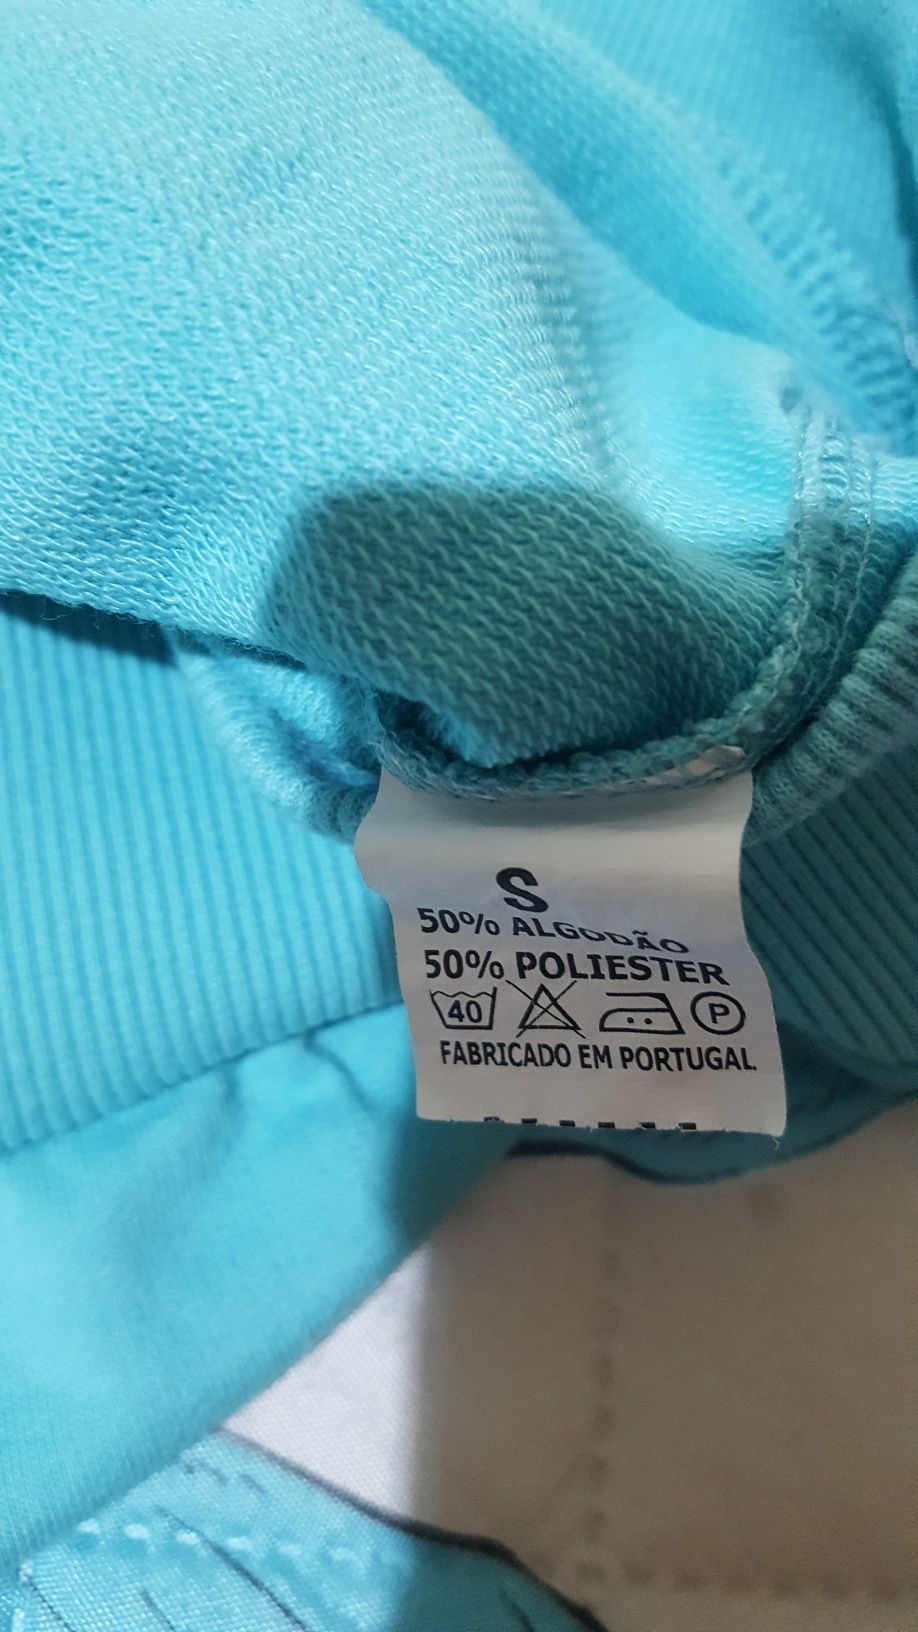 S
50% ALGODÃO
50% POLIESTER
40 P
FABRICADO EM PORTUGAL